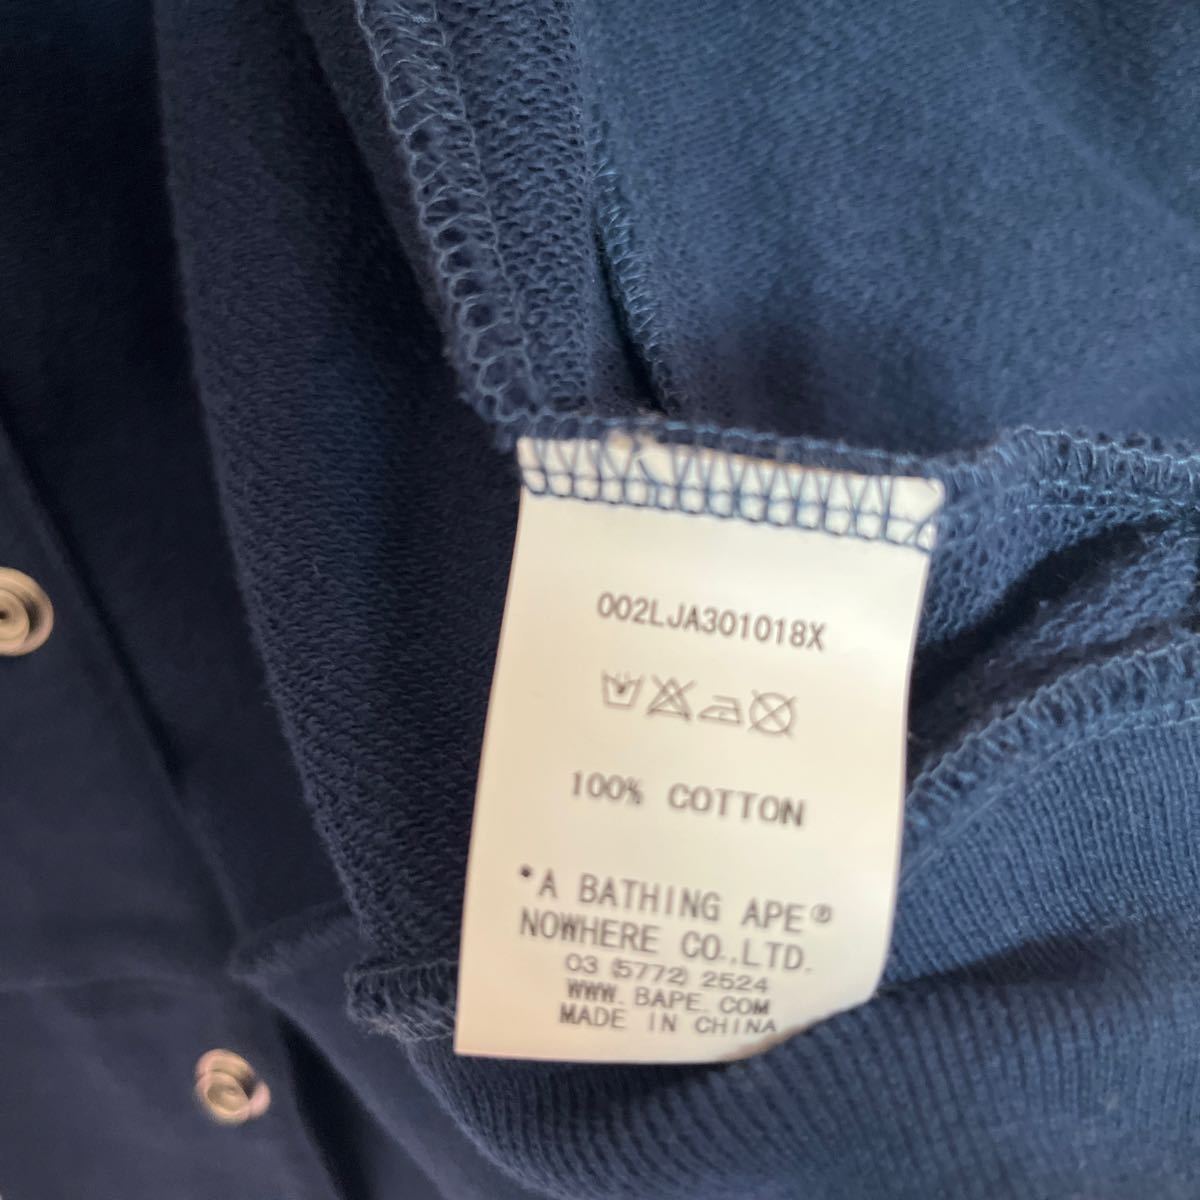 002LJA301018X
100% COTTON
*A BATHING APE®
NOWHERE CO.,LTD.
03 (5772) 2524
WWW.BAPE.COM
MADE IN CHINA